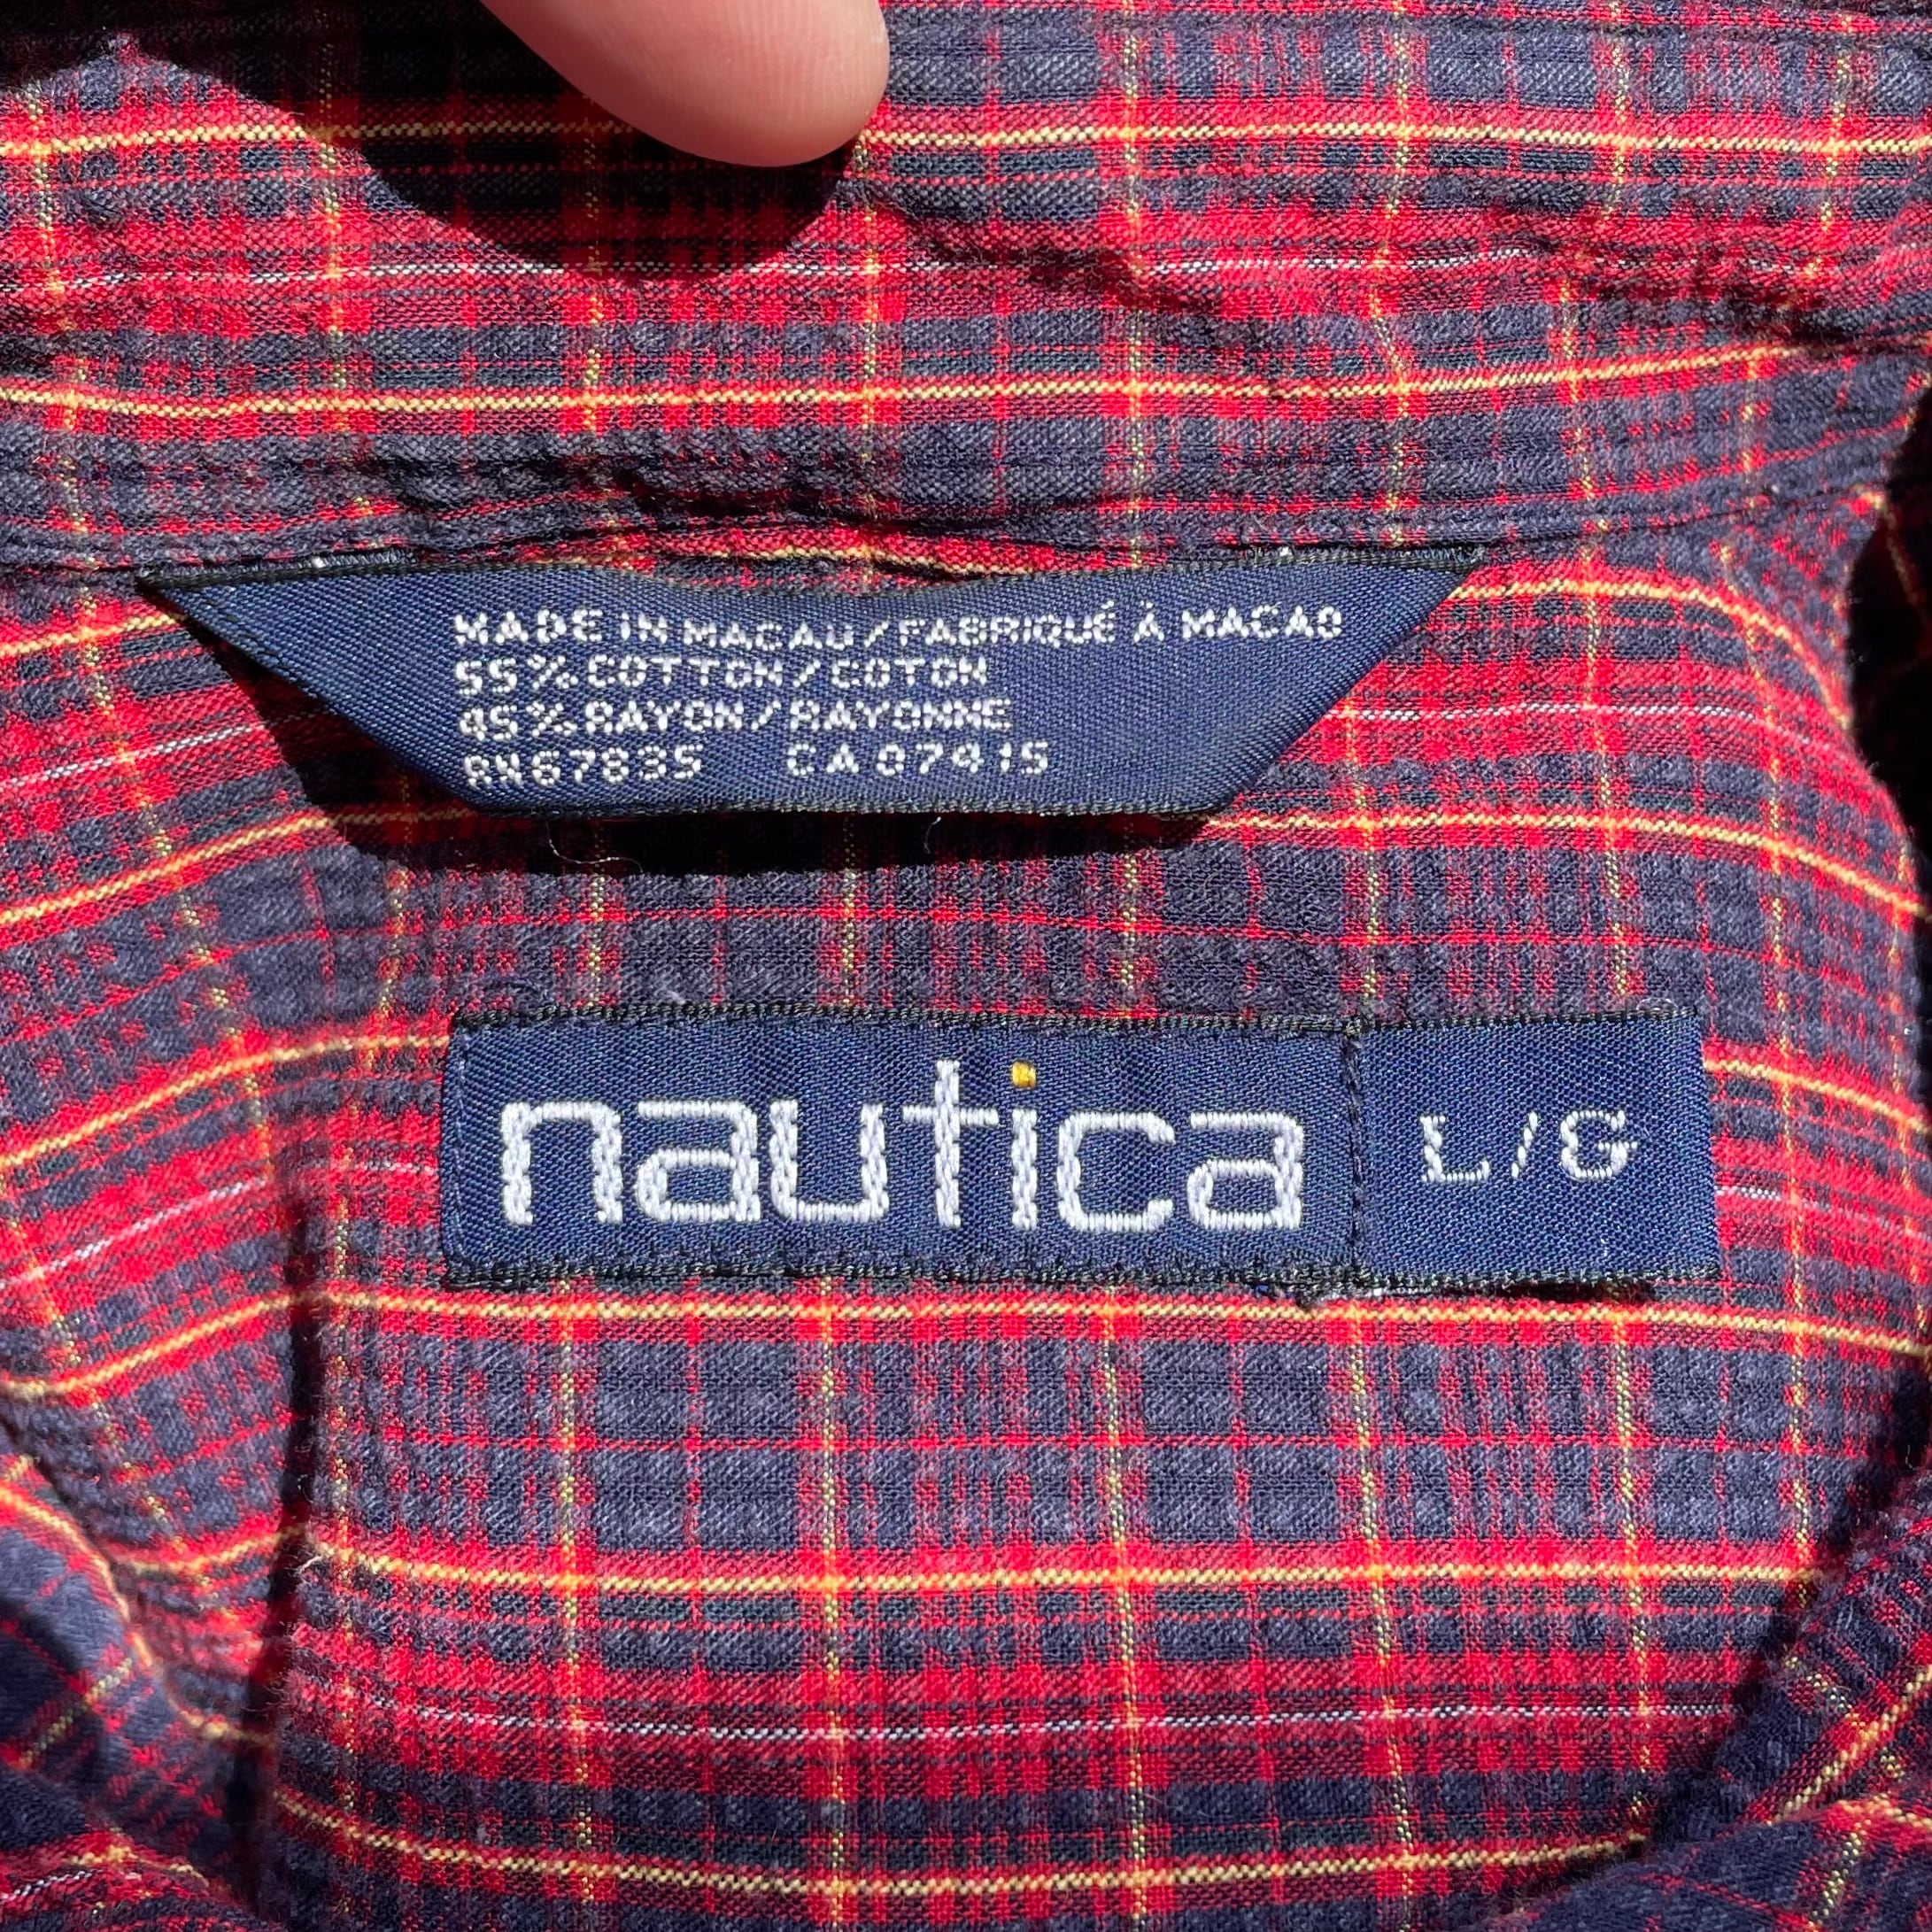 MADE IN MACAU/FABRIQUÉ À MACAO
55% COTTON/COTON
45% RAYON/RAYONNE
RN67835 CA07415
nautica L/G